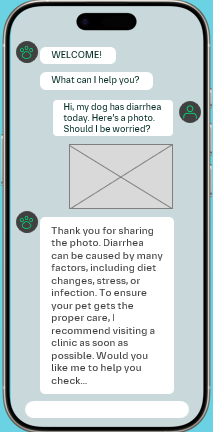 WELCOME!
What can I help you?
Hi, my dog has diarrhea
today. Here's a photo.
Should I be worried?
Thank you for sharing
the photo. Diarrhea
can be caused by many
factors, including diet
changes, stress, or
infection. To ensure
your pet gets the
proper care, I
recommend visiting a
clinic as soon as
possible. Would you
like me to help you
check...